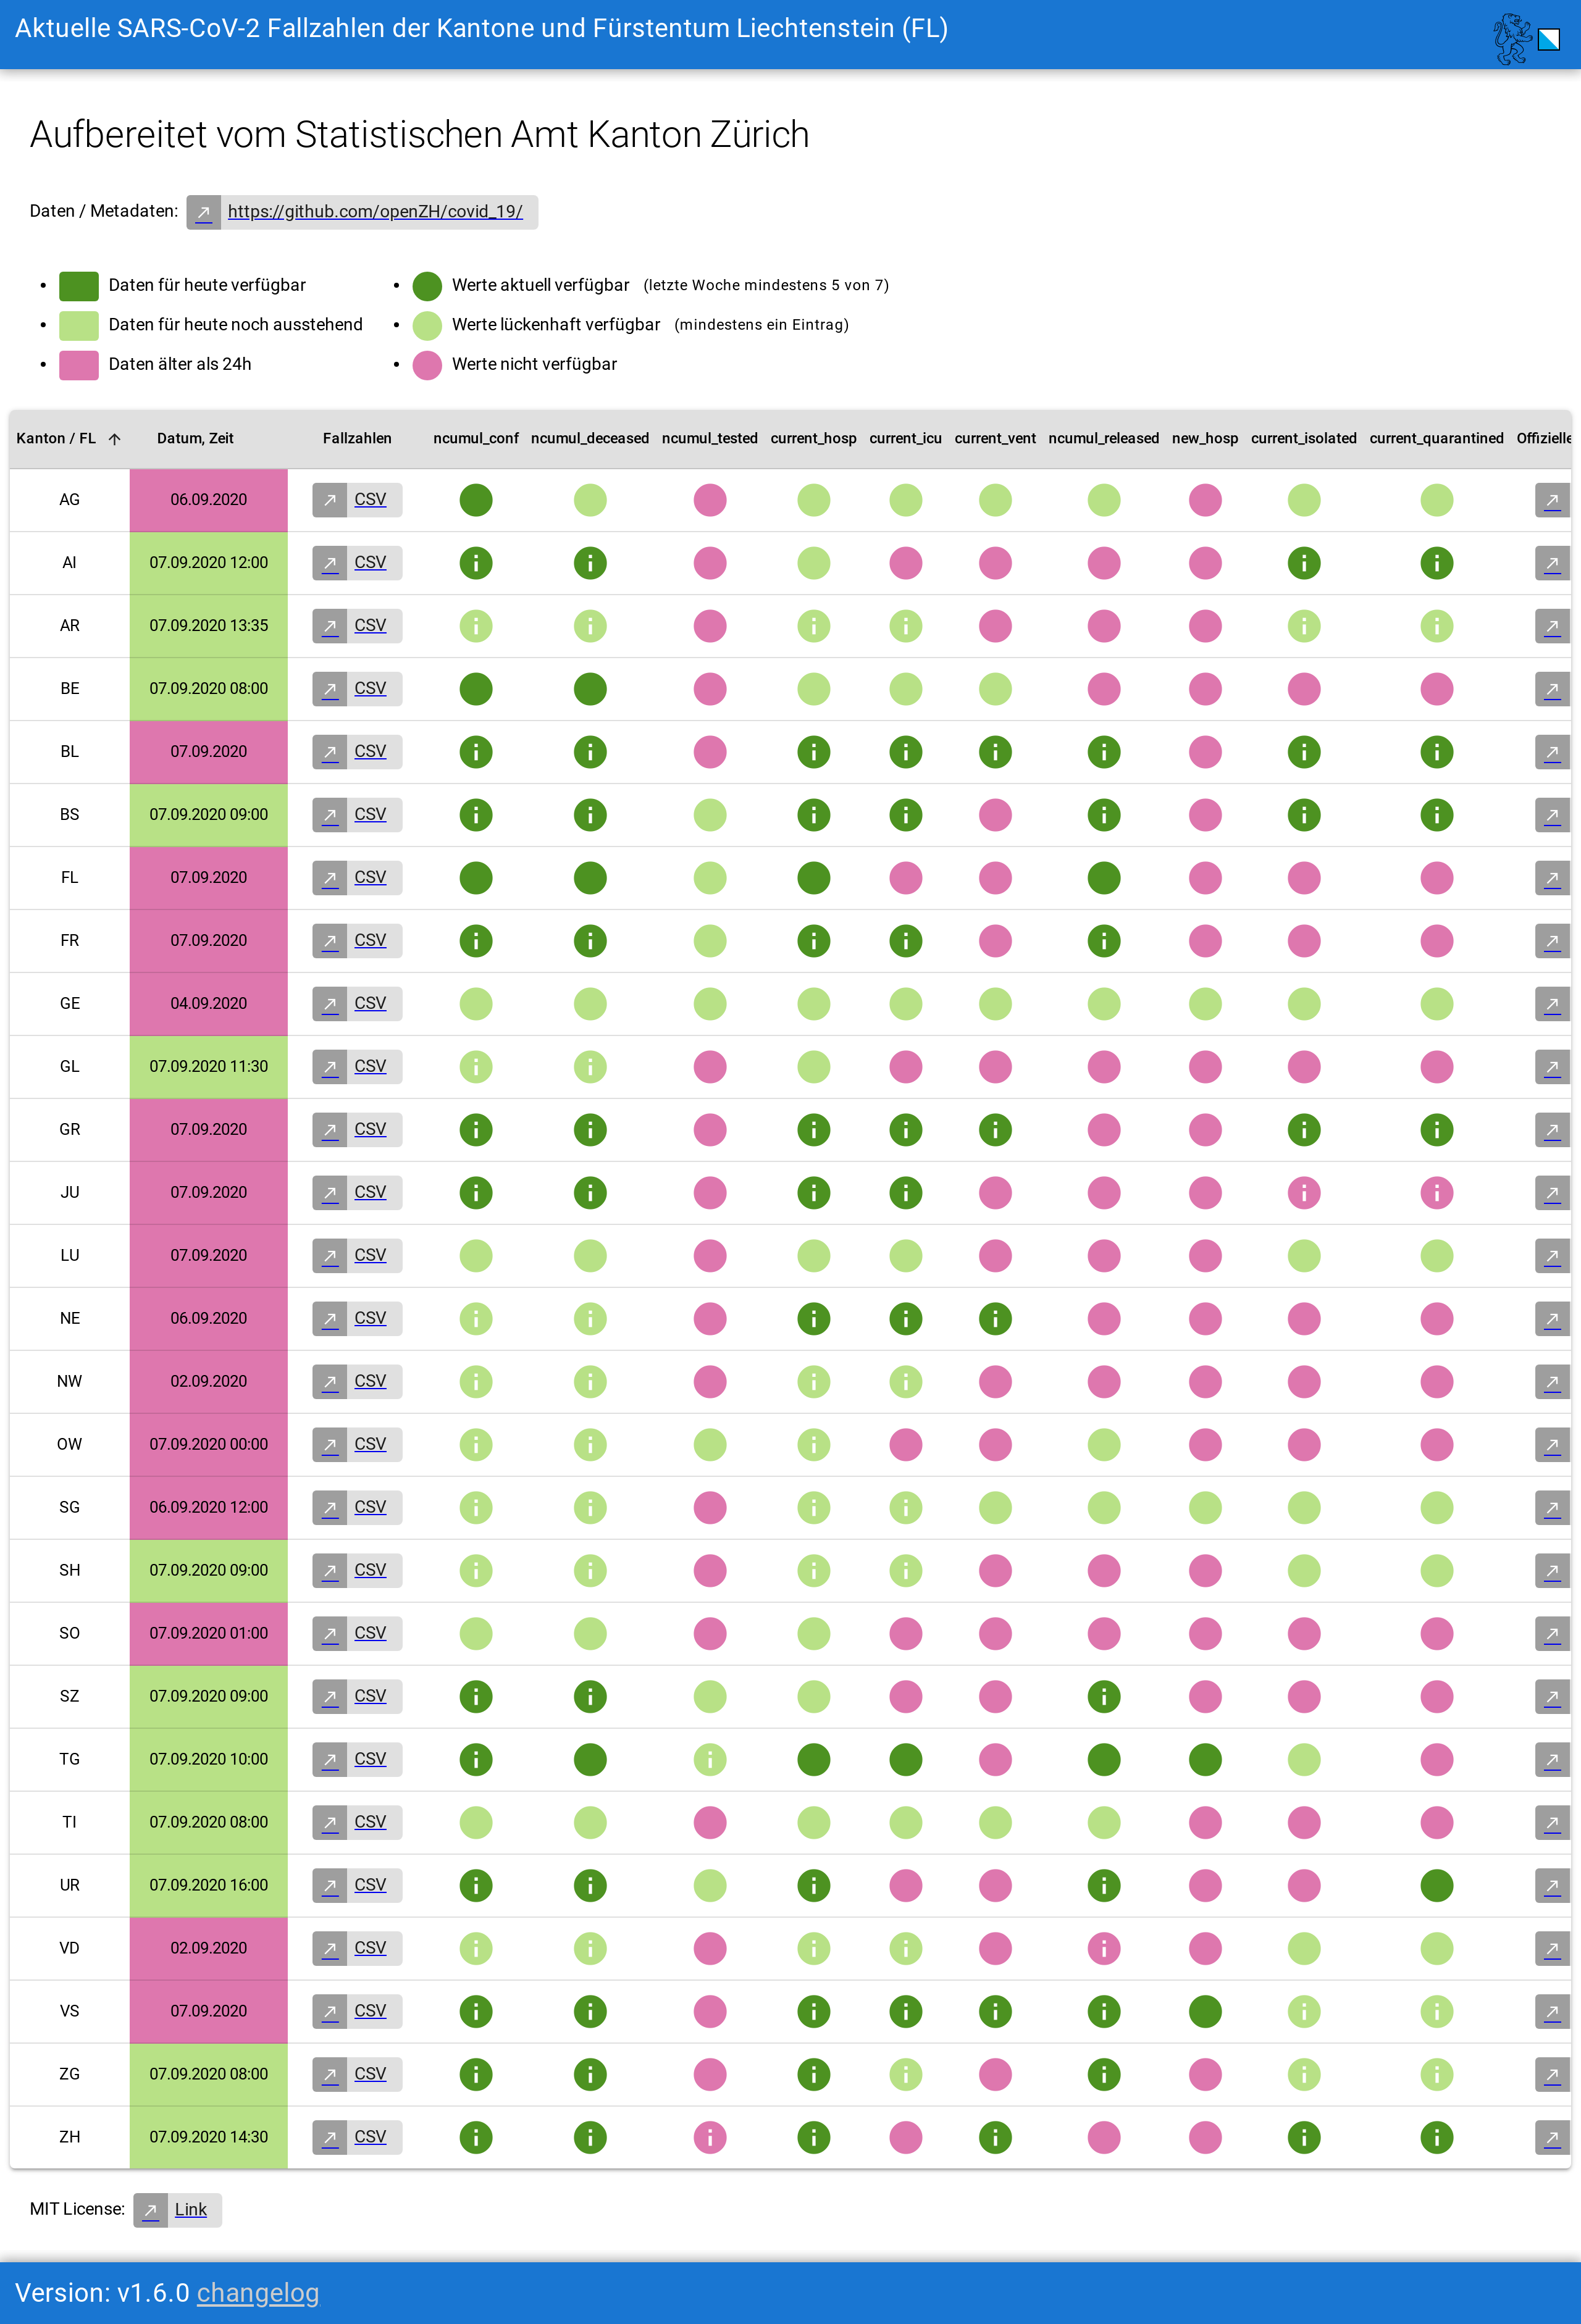 Aktuelle SARS-CoV-2 Fallzahlen der Kantone und Fürstentum Liechtenstein (FL)
Aufbereitet vom Statistischen Amt Kanton Zürich
Daten / Metadaten: https://github.com/openZH/covid_19/
Daten für heute verfügbar
Daten für heute noch ausstehend
Daten älter als 24h
Werte aktuell verfügbar (letzte Woche mindestens 5 von 7)
Werte lückenhaft verfügbar (mindestens ein Eintrag)
Werte nicht verfügbar
Kanton / FL Datum, Zeit Fallzahlen ncumul_conf ncumul_deceased ncumul_tested current_hosp current_icu current_vent ncumul_released new_hosp current_isolated current_quarantined Offizielle
AG 06.09.2020 CSV
AI 07.09.2020 12:00 CSV
AR 07.09.2020 13:35 CSV
BE 07.09.2020 08:00 CSV
BL 07.09.2020 CSV
BS 07.09.2020 09:00 CSV
FL 07.09.2020 CSV
FR 07.09.2020 CSV
GE 04.09.2020 CSV
GL 07.09.2020 11:30 CSV
GR 07.09.2020 CSV
JU 07.09.2020 CSV
LU 07.09.2020 CSV
NE 06.09.2020 CSV
NW 02.09.2020 CSV
OW 07.09.2020 00:00 CSV
SG 06.09.2020 12:00 CSV
SH 07.09.2020 09:00 CSV
SO 07.09.2020 01:00 CSV
SZ 07.09.2020 09:00 CSV
TG 07.09.2020 10:00 CSV
TI 07.09.2020 08:00 CSV
UR 07.09.2020 16:00 CSV
VD 02.09.2020 CSV
VS 07.09.2020 CSV
ZG 07.09.2020 08:00 CSV
ZH 07.09.2020 14:30 CSV
MIT License: Link
Version: v1.6.0 changelog